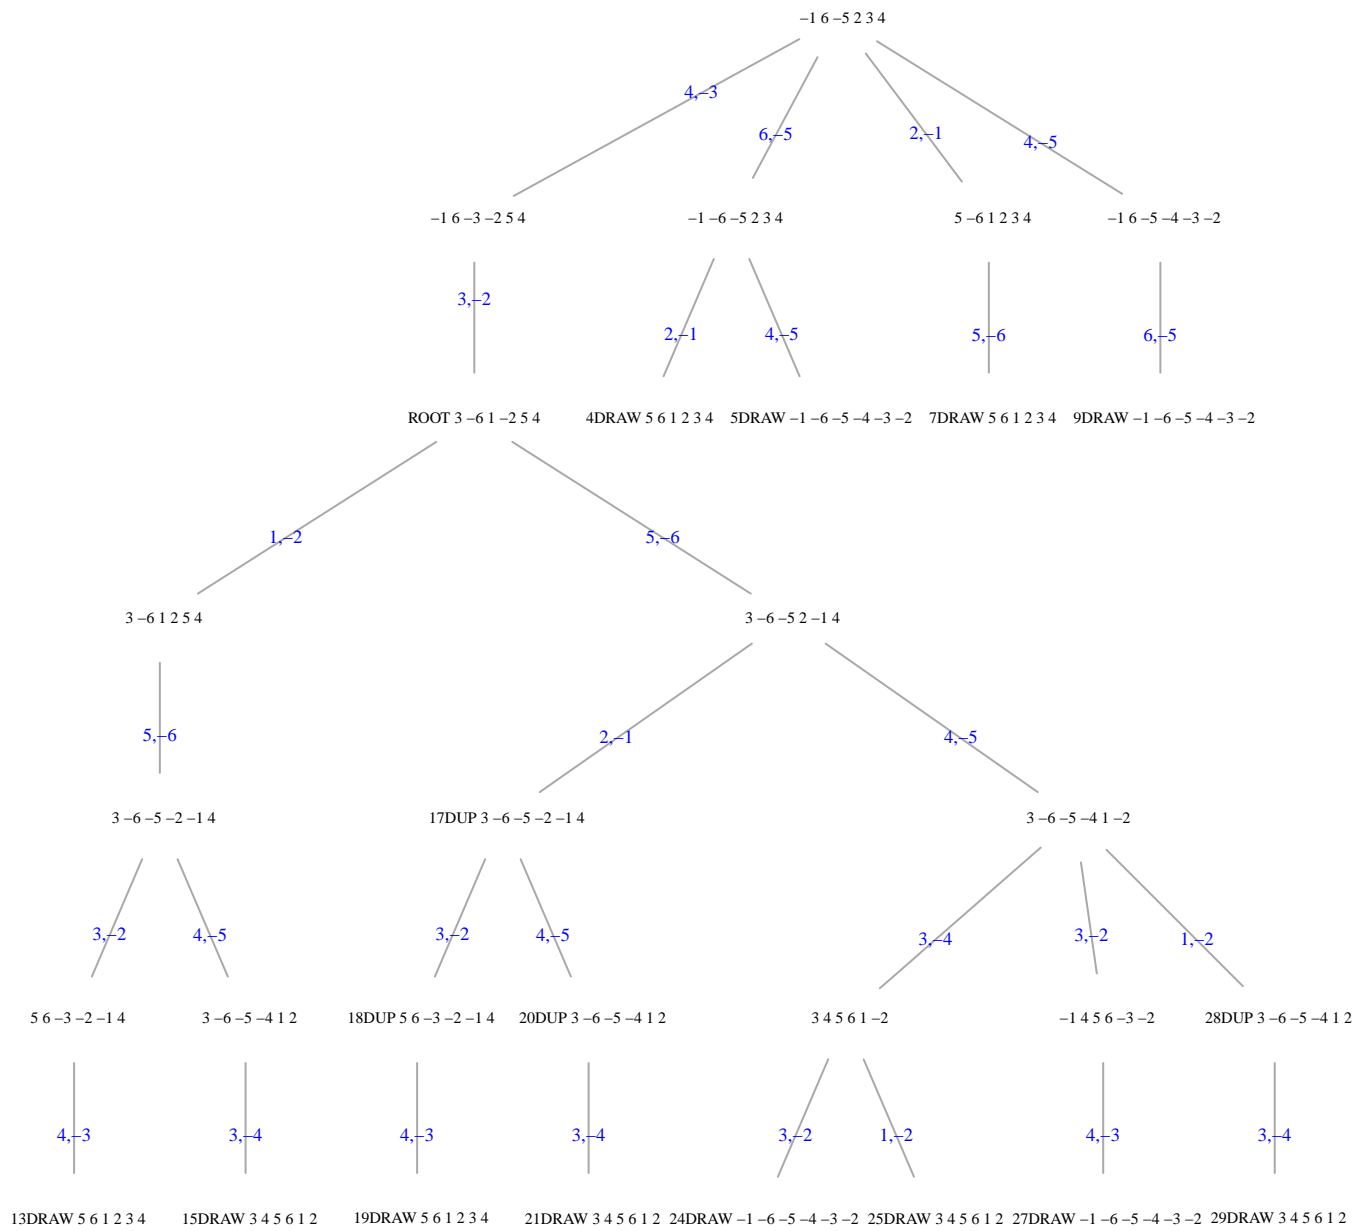 –1 6 –5 2 3 4
4,–3
6,–5
2,–1
4,–5
–1 6 –3 –2 5 4
–1 –6 –5 2 3 4
5 –6 1 2 3 4
–1 6 –5 –4 –3 –2
3,–2
2,–1
4,–5
5,–6
6,–5
ROOT 3 –6 1 –2 5 4
4DRAW 5 6 1 2 3 4
5DRAW –1 –6 –5 –4 –3 –2
7DRAW 5 6 1 2 3 4
9DRAW –1 –6 –5 –4 –3 –2
1,–2
5,–6
3 –6 1 2 5 4
3 –6 –5 2 –1 4
5,–6
2,–1
4,–5
3 –6 –5 –2 –1 4
17DUP 3 –6 –5 –2 –1 4
3 –6 –5 –4 1 –2
3,–2
4,–5
3,–2
4,–5
3,–4
3,–2
1,–2
5 6 –3 –2 –1 4
3 –6 –5 –4 1 2
18DUP 5 6 –3 –2 –1 4
20DUP 3 –6 –5 –4 1 2
3 4 5 6 1 –2
–1 4 5 6 –3 –2
28DUP 3 –6 –5 –4 1 2
4,–3
3,–4
4,–3
3,–4
3,–2
1,–2
4,–3
3,–4
13DRAW 5 6 1 2 3 4
15DRAW 3 4 5 6 1 2
19DRAW 5 6 1 2 3 4
21DRAW 3 4 5 6 1 2
24DRAW –1 –6 –5 –4 –3 –2
25DRAW 3 4 5 6 1 2
27DRAW –1 –6 –5 –4 –3 –2
29DRAW 3 4 5 6 1 2